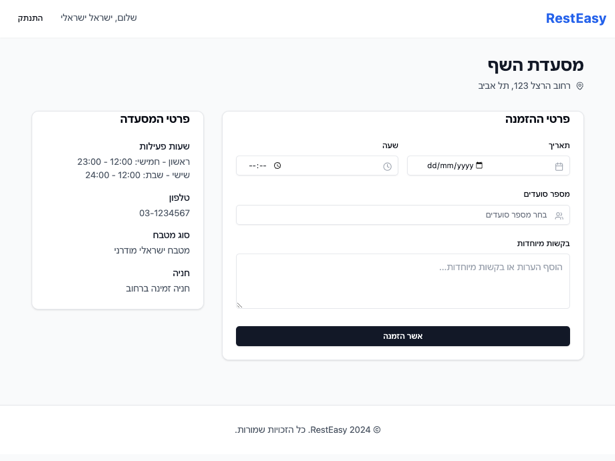 RestEasy
שלום, ישראל ישראלי
התנתק
מסעדת השף
רחוב הרצל 123, תל אביב
פרטי ההזמנה
תאריך
שעה
dd/mm/yyyy
--:--
מספר סועדים
בחר מספר סועדים
בקשות מיוחדות
הוסף הערות או בקשות מיוחדות...
אשר הזמנה
פרטי המסעדה
שעות פעילות
ראשון - חמישי: 12:00 - 23:00
שישי - שבת: 12:00 - 24:00
טלפון
03-1234567
סוג מטבח
מטבח ישראלי מודרני
חניה
חניה זמינה ברחוב
© 2024 RestEasy. כל הזכויות שמורות.